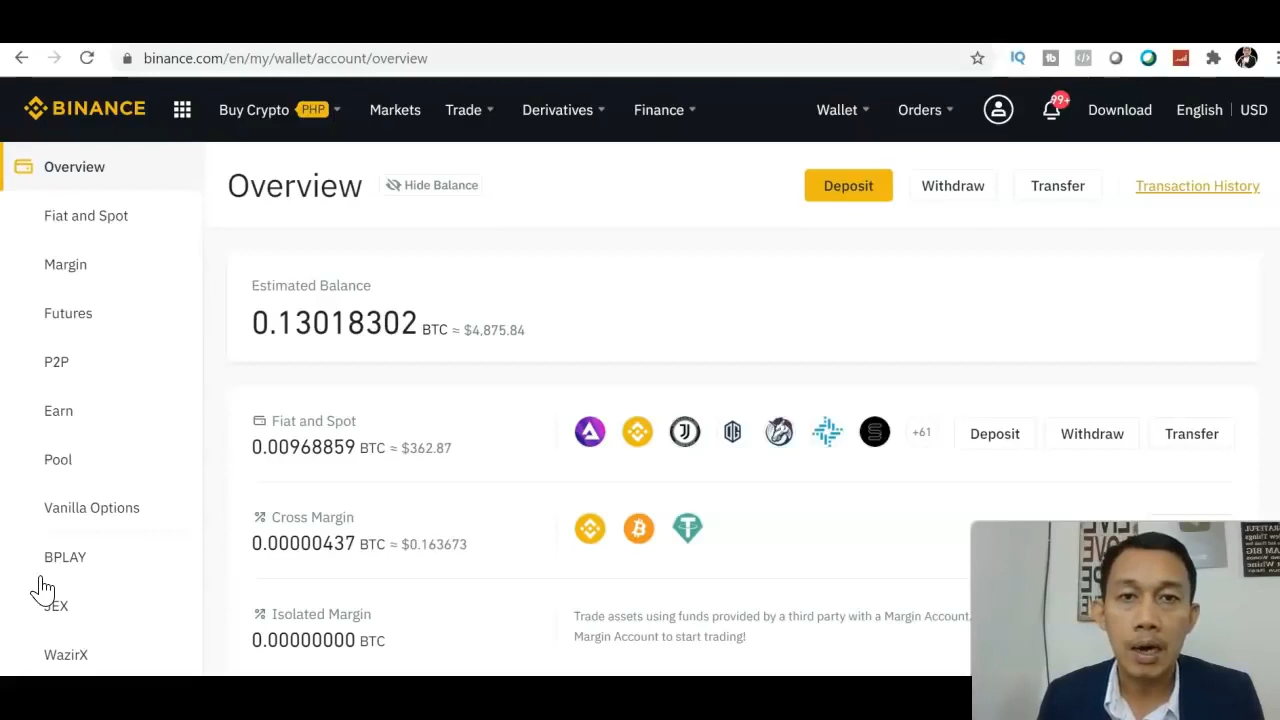 binance.com/en/my/wallet/account/overview
BINANCE Buy Crypto PHP Markets Trade Derivatives Finance Wallet Orders 99+ Download English USD
Overview
Fiat and Spot
Margin
Futures
P2P
Earn
Pool
Vanilla Options
BPLAY
JEX
WazirX
Overview Hide Balance Deposit Withdraw Transfer Transaction History
Estimated Balance
0.13018302 BTC ≈ $4,875.84
Fiat and Spot
0.00968859 BTC ≈ $362.87
+61 Deposit Withdraw Transfer
Cross Margin
0.00000437 BTC ≈ $0.163673
Isolated Margin
0.00000000 BTC
Trade assets using funds provided by a third party with a Margin Account.
Margin Account to start trading!